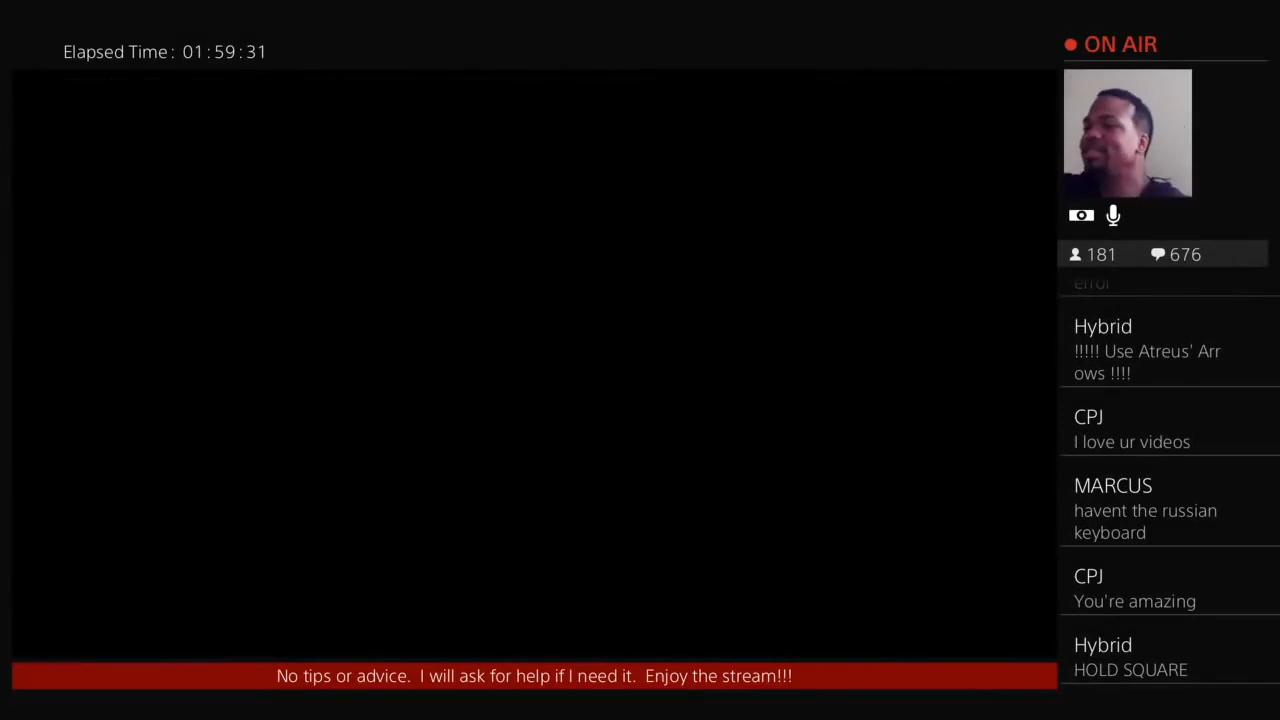 Elapsed Time: 01:59:31
ON AIR
181 676
error
Hybrid
!!!!! Use Atreus' Arr
ows !!!!
CPJ
I love ur videos
MARCUS
havent the russian
keyboard
CPJ
You're amazing
Hybrid
HOLD SQUARE
No tips or advice. I will ask for help if I need it. Enjoy the stream!!!